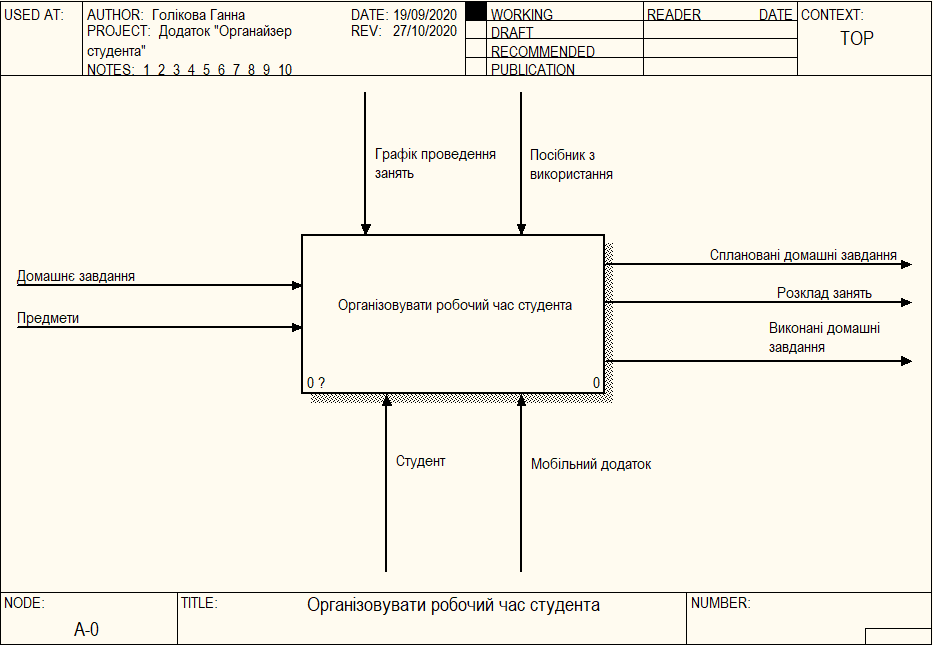 USED AT:
AUTHOR: Голікова Ганна
DATE: 19/09/2020
PROJECT: Додаток "Органайзер
студента"
REV: 27/10/2020
NOTES: 1 2 3 4 5 6 7 8 9 10
WORKING
DRAFT
RECOMMENDED
PUBLICATION
READER
DATE
CONTEXT:
TOP
Графік проведення
занять
Посібник з
використання
Домашнє завдання
Предмети
Організовувати робочий час студента
0 ?
0
Сплановані домашні завдання
Розклад занять
Виконані домашні
завдання
Студент
Мобільний додаток
NODE:
A-0
TITLE:
Організовувати робочий час студента
NUMBER: